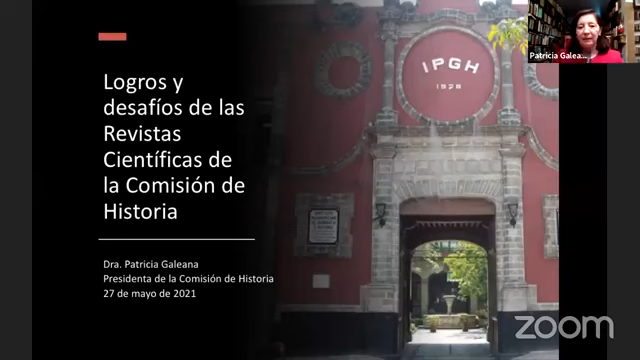 Logros y
desafíos de las
Revistas
Científicas de
la Comisión de
Historia
Dra. Patricia Galeana
Presidenta de la Comisión de Historia
27 de mayo de 2021
IPGH
1928
Patricia Galea...
zoom